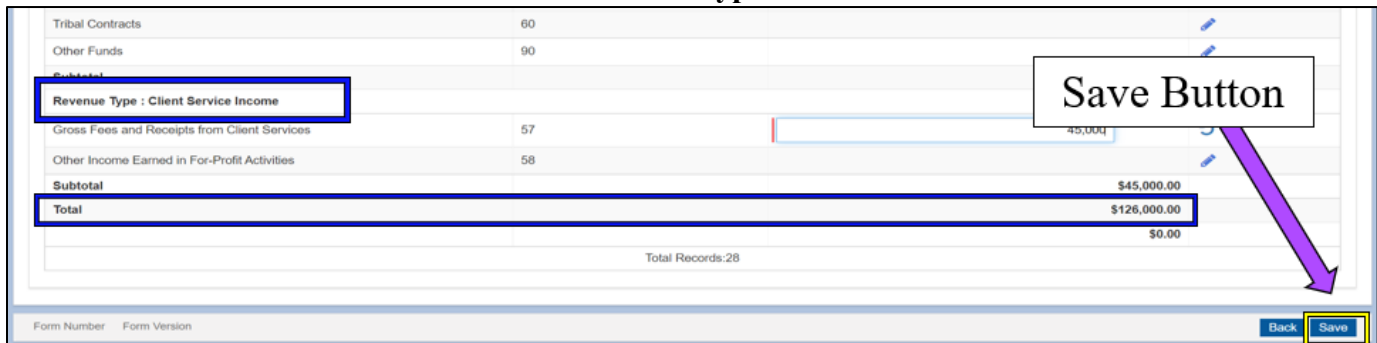 Tribal Contracts 60
Other Funds 90
Subtotal
Revenue Type : Client Service Income
Save Button
Gross Fees and Receipts from Client Services 57 45,000
Other Income Earned in For-Profit Activities 58
Subtotal $45,000.00
Total $126,000.00
$0.00
Total Records:28
Form Number Form Version Back Save